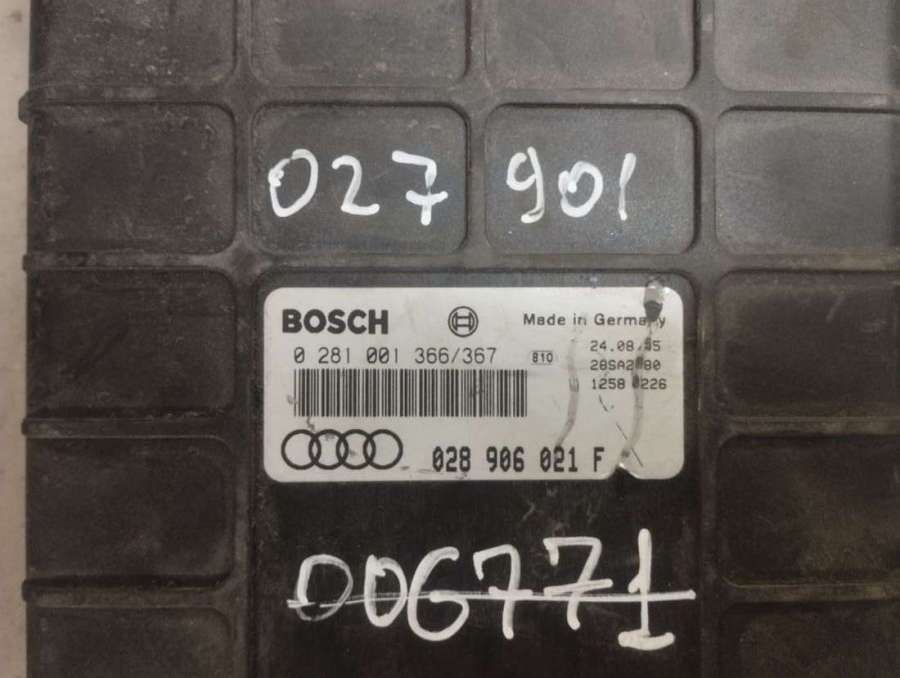 027 901
BOSCH Made in Germany
0 281 001 366/367 810 24.08.95
1258 0226
028 906 021 F
006771